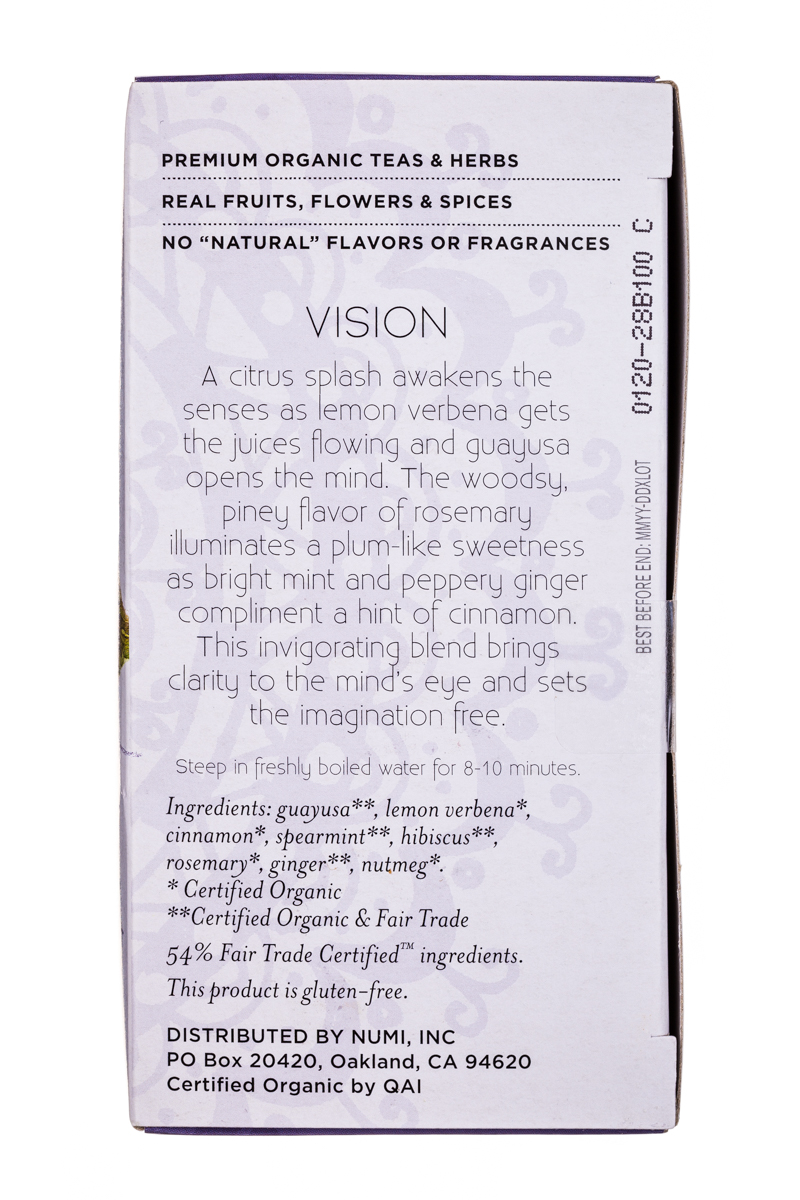 PREMIUM ORGANIC TEAS & HERBS
REAL FRUITS, FLOWERS & SPICES
NO “NATURAL” FLAVORS OR FRAGRANCES
VISION
A citrus splash awakens the
senses as lemon verbena gets
the juices flowing and guayusa
opens the mind. The woodsy,
piney flavor of rosemary
illuminates a plum-like sweetness
as bright mint and peppery ginger
compliment a hint of cinnamon.
This invigorating blend brings
clarity to the mind's eye and sets
the imagination free.
Steep in freshly boiled water for 8-10 minutes.
Ingredients: guayusa**, lemon verbena*,
cinnamon*, spearmint**, hibiscus**,
rosemary*, ginger**, nutmeg*.
* Certified Organic
**Certified Organic & Fair Trade
54% Fair Trade Certified™ ingredients.
This product is gluten-free.
DISTRIBUTED BY NUMI, INC
PO Box 20420, Oakland, CA 94620
Certified Organic by QAI
BEST BEFORE END: MMYY-DDXLOT
0120-28B100 C